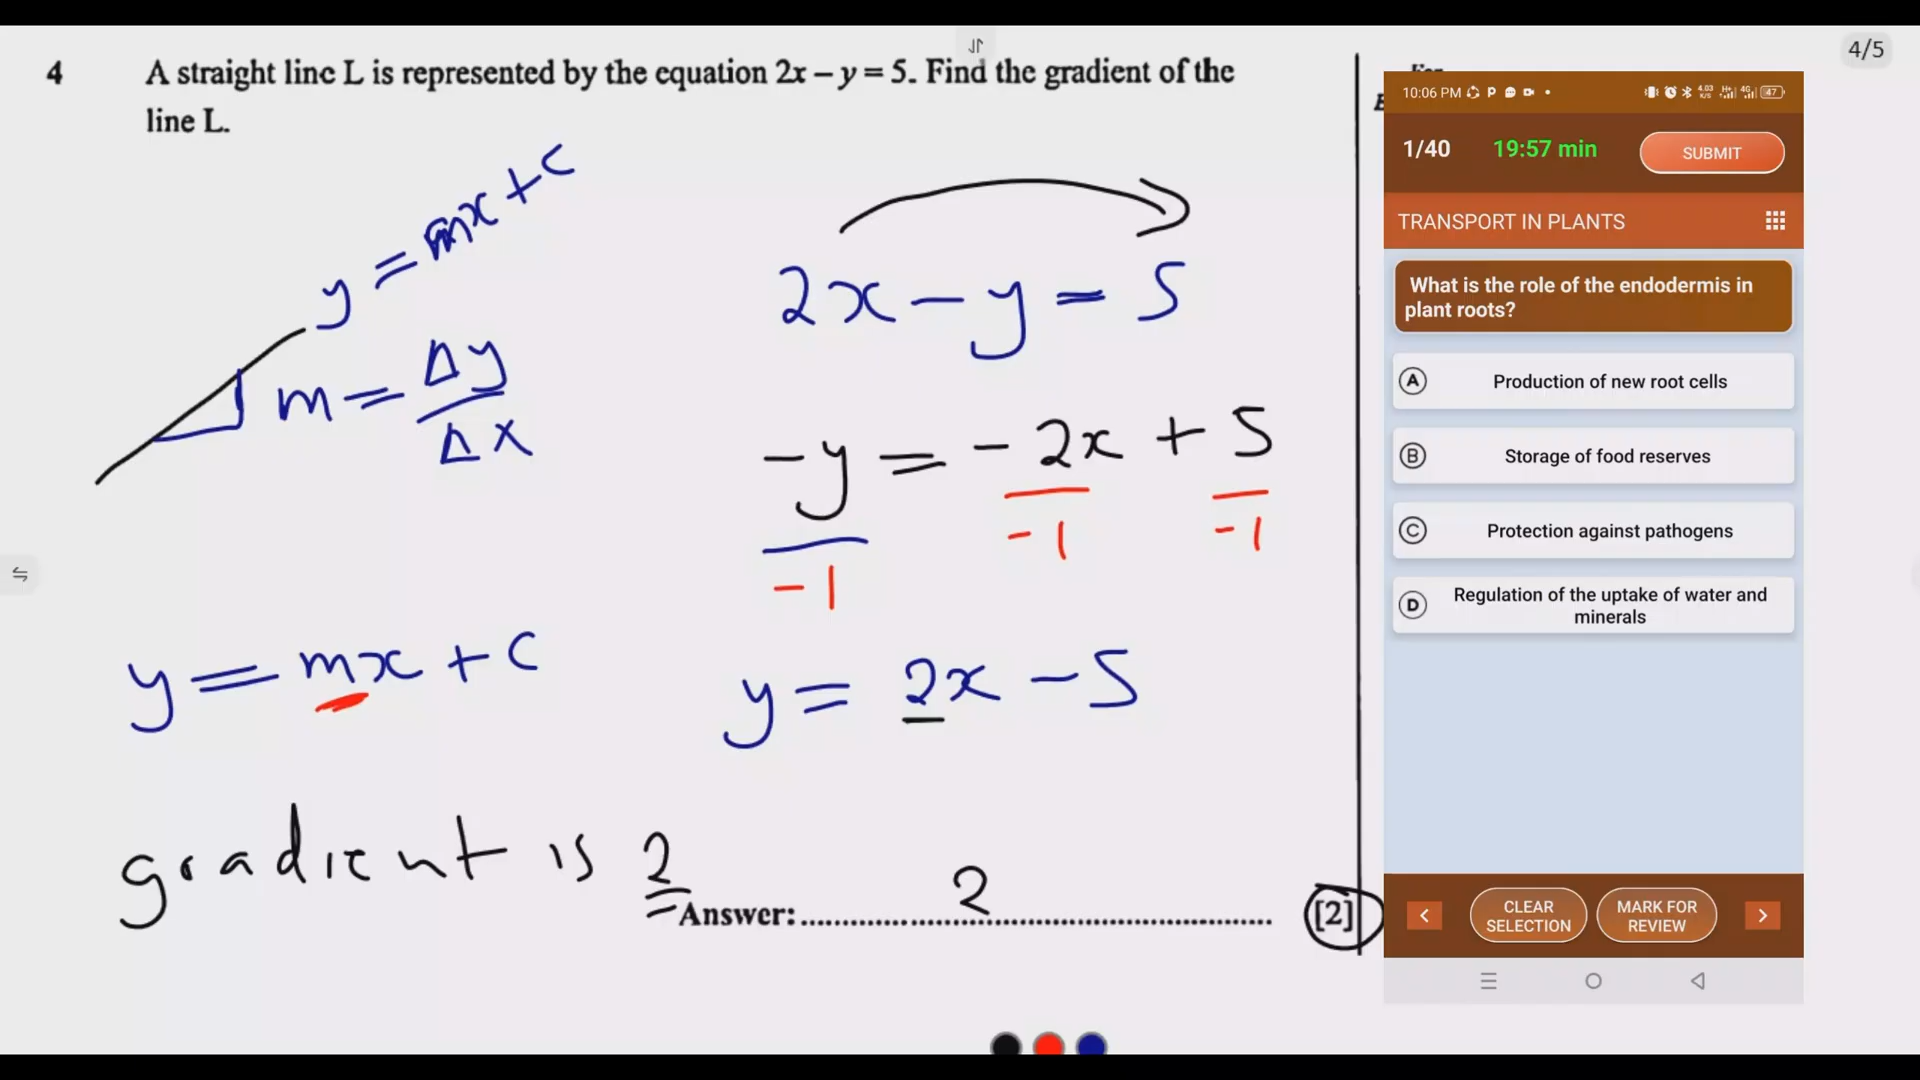 4 A straight line L is represented by the equation 2x – y = 5. Find the gradient of the
line L.
y = mx + c
m = Δy
Δx
2x – y = 5
–y = –2x + 5
–1 –1 –1
y = mx + c
y = 2x – 5
gradient is 2
Answer: 2 [2]
4/5
10:06 PM
47
1/40 19:57 min SUBMIT
TRANSPORT IN PLANTS
What is the role of the endodermis in
plant roots?
A Production of new root cells
B Storage of food reserves
C Protection against pathogens
D Regulation of the uptake of water and
minerals
CLEAR
SELECTION
MARK FOR
REVIEW